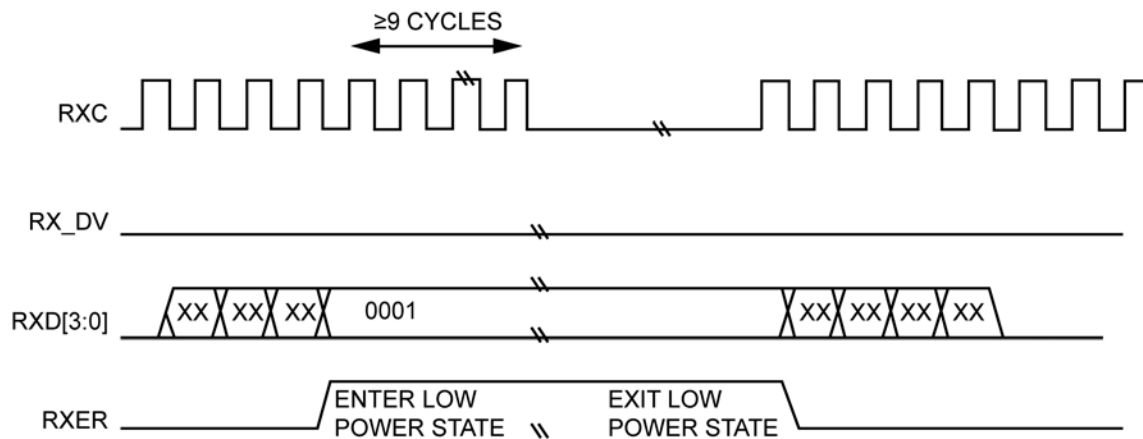 ≥9 CYCLES
RXC
RX_DV
RXD[3:0]
XX XX XX 0001 XX XX XX XX
RXER
ENTER LOW
POWER STATE
EXIT LOW
POWER STATE